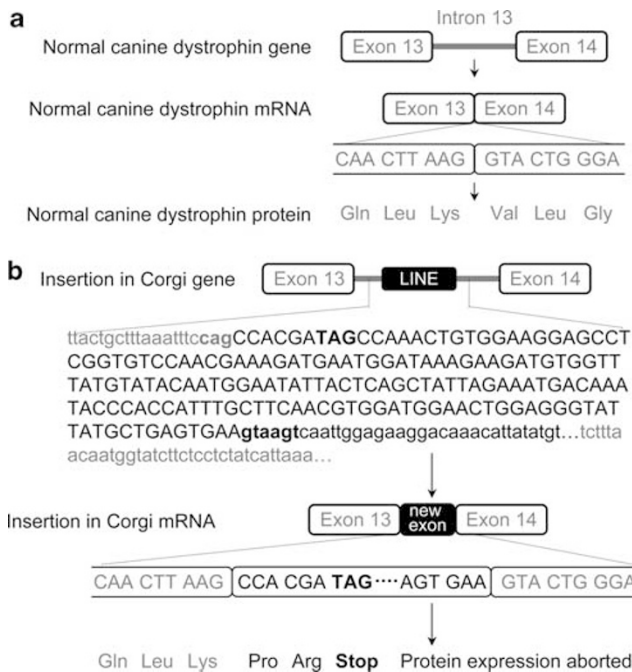 a
Intron 13
Normal canine dystrophin gene Exon 13 Exon 14
Normal canine dystrophin mRNA Exon 13 Exon 14
CAA CTT AAG GTA CTG GGA
Normal canine dystrophin protein Gln Leu Lys Val Leu Gly
b
Insertion in Corgi gene Exon 13 LINE Exon 14
ttactgctttaaatttccagCCACGATAGCCAAACTGTGGAAGGAGCCT
CGGTGTCCAACGAAAGATGAATGGATAAAGAAGATGTGGTT
TATGTATACAATGGAATATTACTCAGCTATTAGAAATGACAAA
TACCCACCATTTGCTTCAACGTGGATGGAACTGGAGGGTAT
TATGCTGAGTGAAgtaagtcaattggagaaggacaaacattatatgt...tcttta
acaatggtatcttctcctctatcattaaa...
Insertion in Corgi mRNA Exon 13 new exon Exon 14
CAA CTT AAG CCA CGA TAG .... AGT GAA GTA CTG GGA
Gln Leu Lys Pro Arg Stop Protein expression aborted